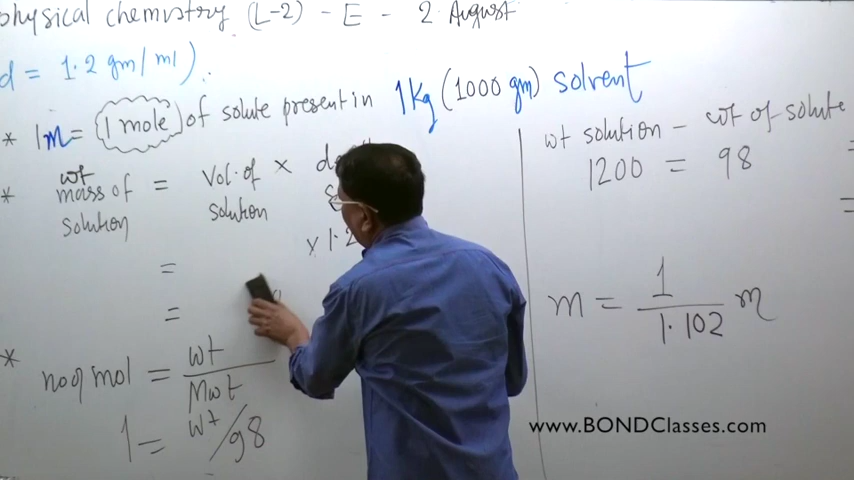 physical chemistry (L-2) - E - 2 August
d = 1.2 gm/ml).
* 1m = 1 mole of solute present in 1Kg (1000 gm) solvent
* wt
mass of solution = vol. of solution ×
× 1.2
=
=
* no of mol = wt / Mwt
1 = wt/98
wt solution - wt of solute
1200 = 98
m = 1 / 1.102 m
www.BONDClasses.com